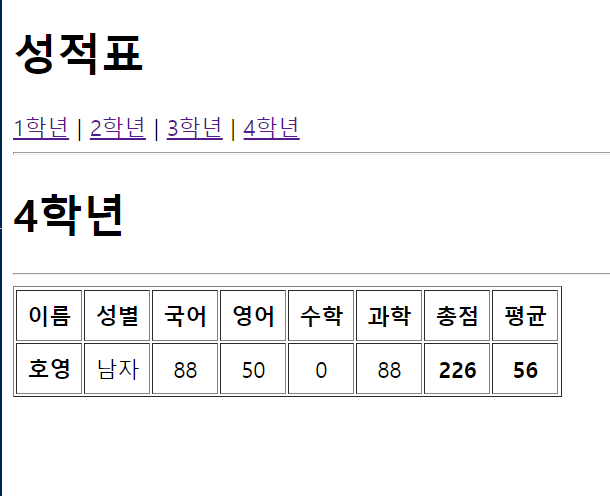 성적표
1학년 | 2학년 | 3학년 | 4학년
4학년
이름 성별 국어 영어 수학 과학 총점 평균
호영 남자 88 50 0 88 226 56